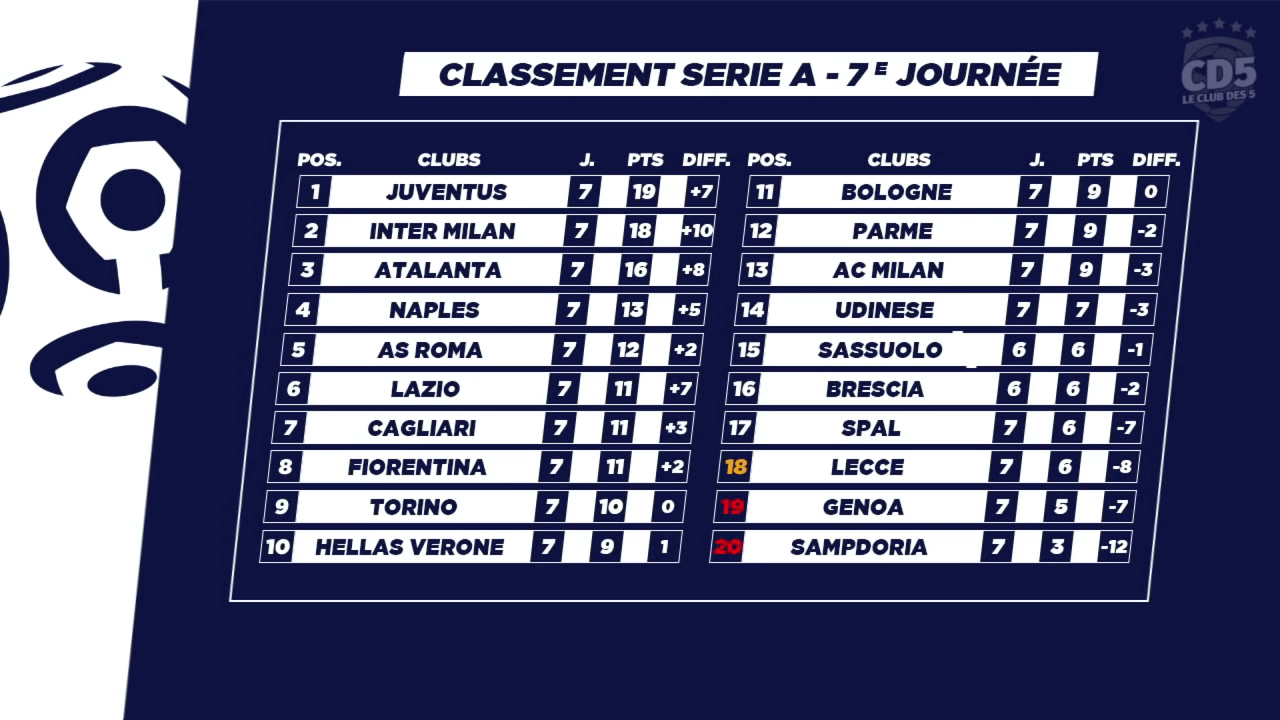 CLASSEMENT SERIE A - 7E JOURNÉE
CD5
LE CLUB DES 5
POS. CLUBS J. PTS DIFF.
1 JUVENTUS 7 19 +7
2 INTER MILAN 7 18 +10
3 ATALANTA 7 16 +8
4 NAPLES 7 13 +5
5 AS ROMA 7 12 +2
6 LAZIO 7 11 +7
7 CAGLIARI 7 11 +3
8 FIORENTINA 7 11 +2
9 TORINO 7 10 0
10 HELLAS VERONE 7 9 1
POS. CLUBS J. PTS DIFF.
11 BOLOGNE 7 9 0
12 PARME 7 9 -2
13 AC MILAN 7 9 -3
14 UDINESE 7 7 -3
15 SASSUOLO 6 6 -1
16 BRESCIA 6 6 -2
17 SPAL 7 6 -7
18 LECCE 7 6 -8
19 GENOA 7 5 -7
20 SAMPDORIA 7 3 -12